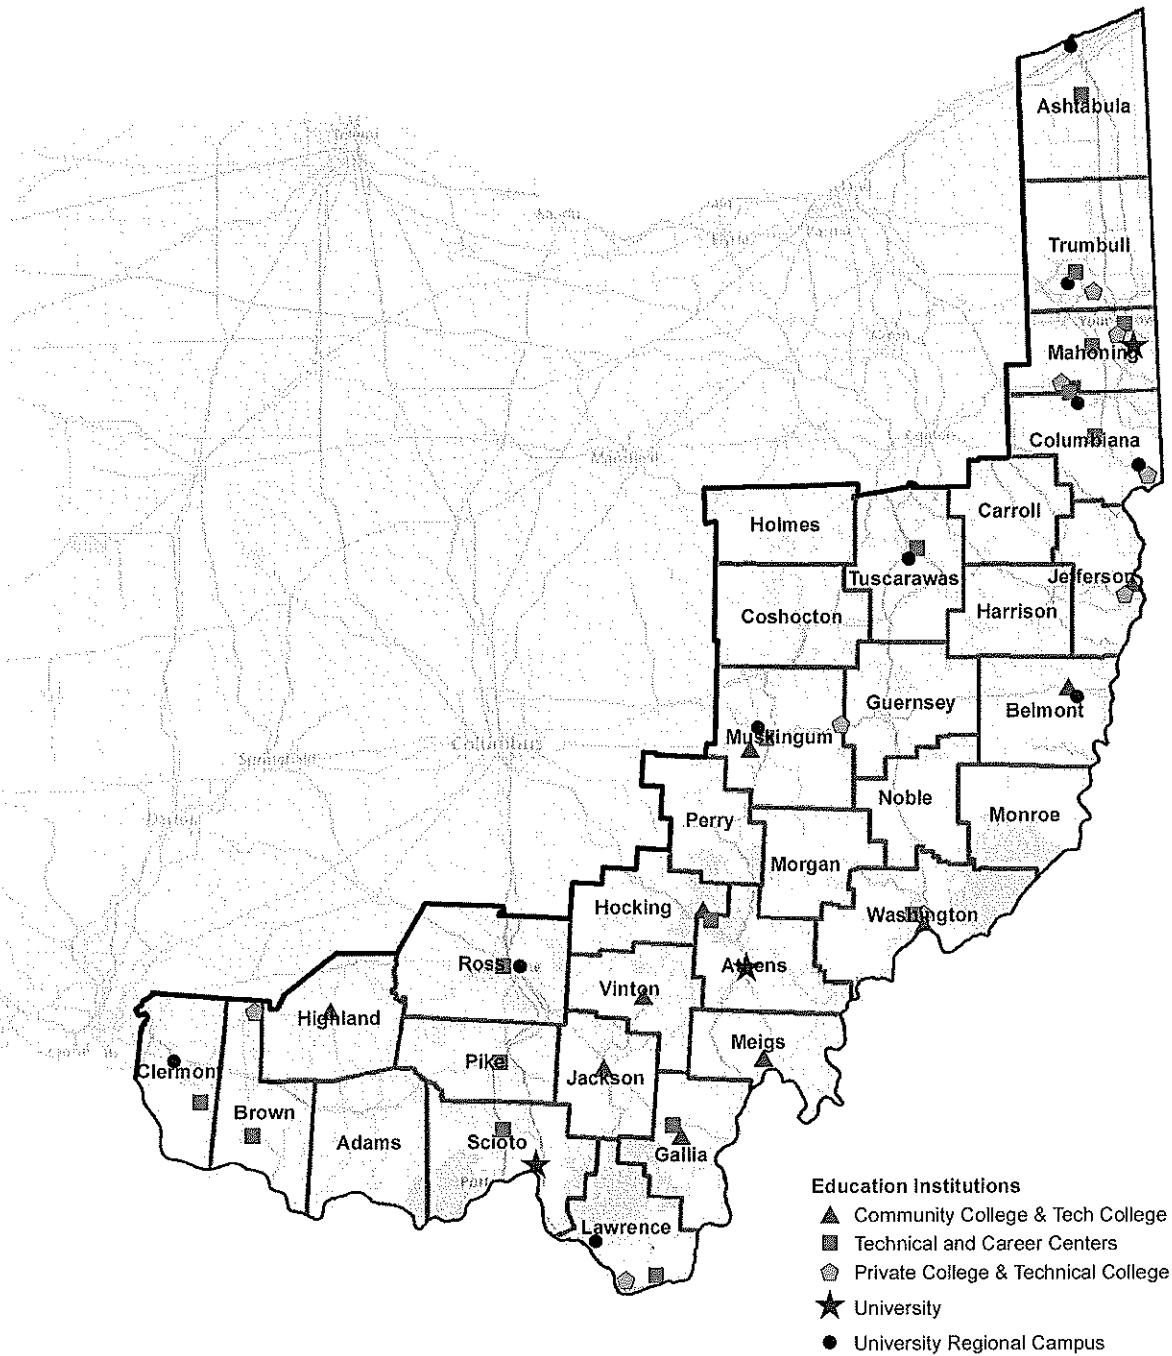 Ashtabula
Trumbull
Mahoning
Columbiana
Carroll
Holmes
Jefferson
Tuscarawas
Harrison
Coshocton
Guernsey
Belmont
Muskingum
Columbus
Noble
Monroe
Perry
Morgan
Hocking
Washington
Ross
Athens
Vinton
Highland
Meigs
Pike
Clermont
Jackson
Brown
Adams
Scioto
Gallia
Lawrence
Education Institutions
Community College & Tech College
Technical and Career Centers
Private College & Technical College
University
University Regional Campus